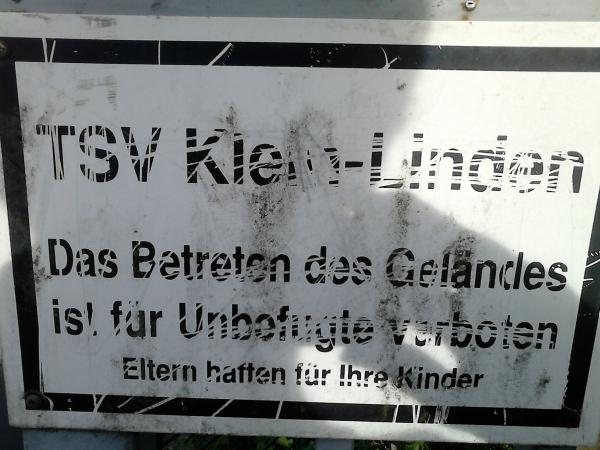 TSV Klein-Linden
Das Betreten des Geländes
ist für Unbefugte verboten
Eltern haften für Ihre Kinder